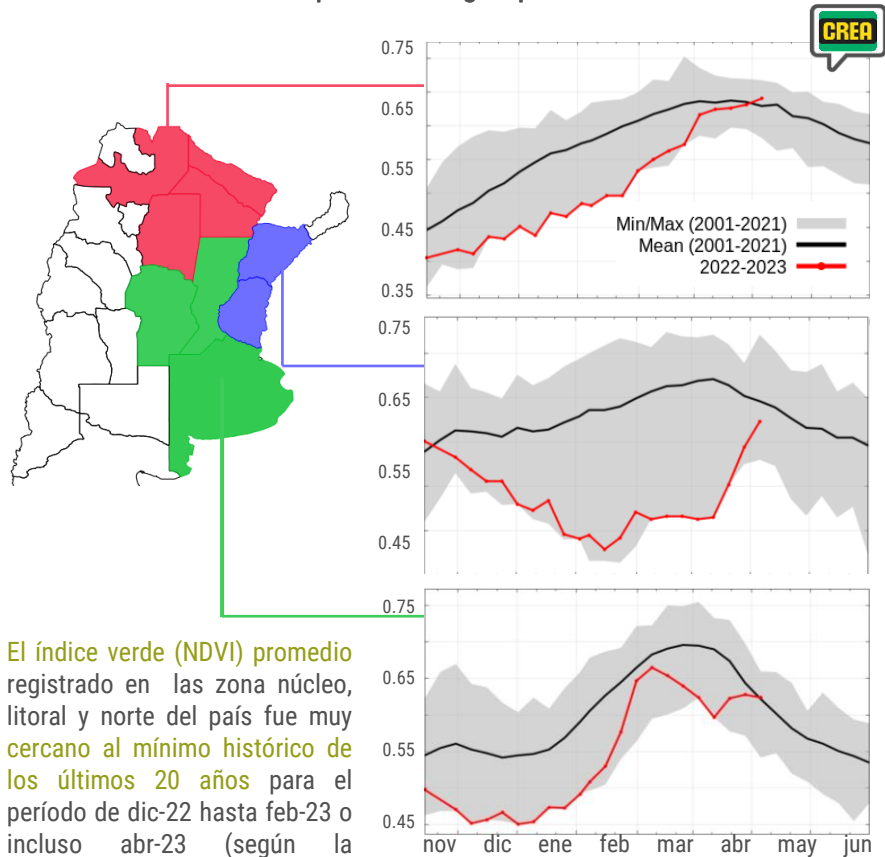 CREA
0.75
0.65
0.55
0.45
0.35
Min/Max (2001-2021)
Mean (2001-2021)
2022-2023
0.75
0.65
0.55
0.45
0.75
0.65
0.55
0.45
nov dic ene feb mar abr may jun
El índice verde (NDVI) promedio
registrado en las zona núcleo,
litoral y norte del país fue muy
cercano al mínimo histórico de
los últimos 20 años para el
período de dic-22 hasta feb-23 o
incluso abr-23 (según la